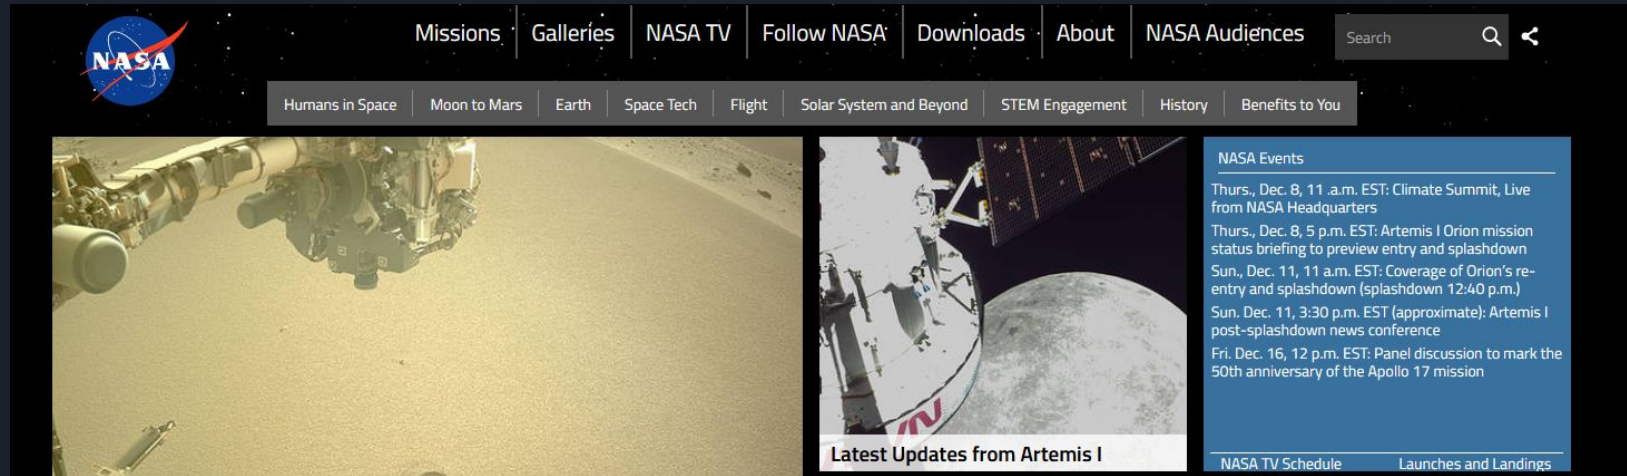 NASA
Missions
Galleries
NASA TV
Follow NASA
Downloads
About
NASA Audiences
Search
Humans in Space
Moon to Mars
Earth
Space Tech
Flight
Solar System and Beyond
STEM Engagement
History
Benefits to You
Latest Updates from Artemis I
NASA Events
Thurs., Dec. 8, 11 .a.m. EST: Climate Summit, Live
from NASA Headquarters
Thurs., Dec. 8, 5 p.m. EST: Artemis I Orion mission
status briefing to preview entry and splashdown
Sun., Dec. 11, 11 a.m. EST: Coverage of Orion’s re-
entry and splashdown (splashdown 12:40 p.m.)
Sun. Dec. 11, 3:30 p.m. EST (approximate): Artemis I
post-splashdown news conference
Fri. Dec. 16, 12 p.m. EST: Panel discussion to mark the
50th anniversary of the Apollo 17 mission
NASA TV Schedule
Launches and Landings